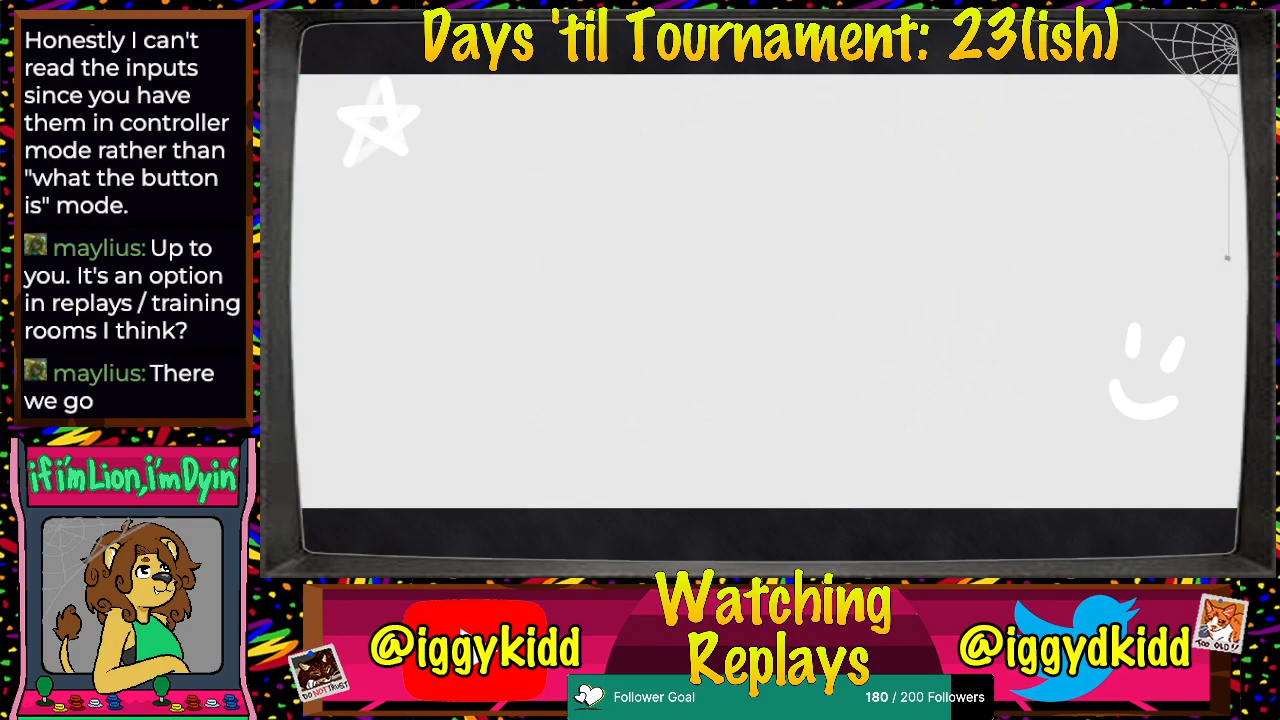 Days 'til Tournament: 23(ish)
Honestly I can't
read the inputs
since you have
them in controller
mode rather than
"what the button
is" mode.
maylius: Up to
you. It's an option
in replays / training
rooms I think?
maylius: There
we go
if i'm Lion, i'm Dyin'
@iggykidd
Watching
Replays
@iggydkidd
DO NOT TRUST
TOO OLD!!
Follower Goal
180 / 200 Followers